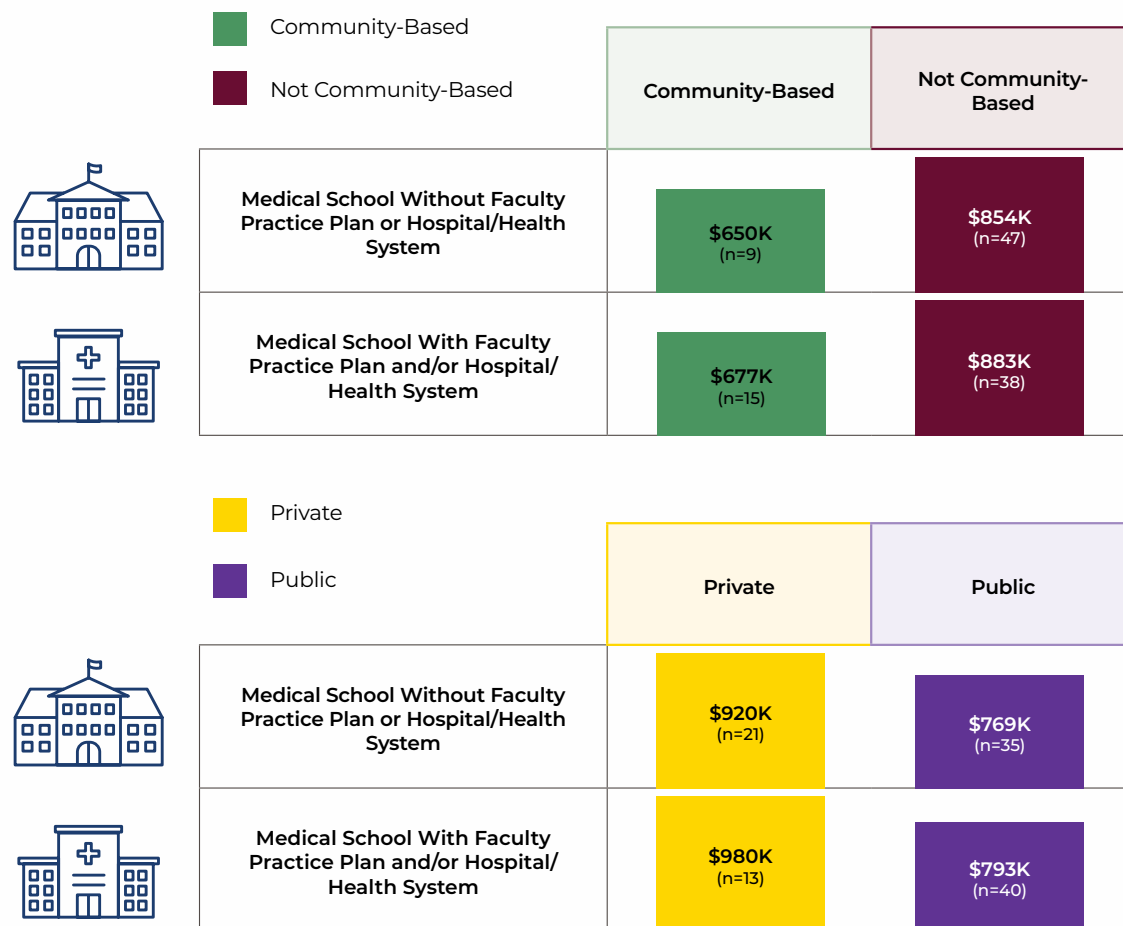 Community-Based
Not Community-Based
Community-Based
Not Community-
Based
Medical School Without Faculty
Practice Plan or Hospital/Health
System
$650K
(n=9)
$854K
(n=47)
Medical School With Faculty
Practice Plan and/or Hospital/
Health System
$677K
(n=15)
$883K
(n=38)
Private
Public
Private
Public
Medical School Without Faculty
Practice Plan or Hospital/Health
System
$920K
(n=21)
$769K
(n=35)
Medical School With Faculty
Practice Plan and/or Hospital/
Health System
$980K
(n=13)
$793K
(n=40)